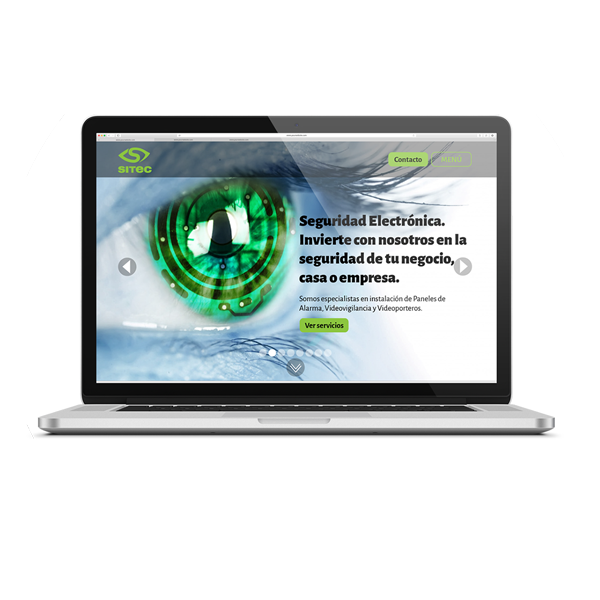 SITEC
Contacto
MENÚ
Seguridad Electrónica.
Invierte con nosotros en la
seguridad de tu negocio,
casa o empresa.
Somos especialistas en instalación de Paneles de
Alarma, Videovigilancia y Videoporteros.
Ver servicios